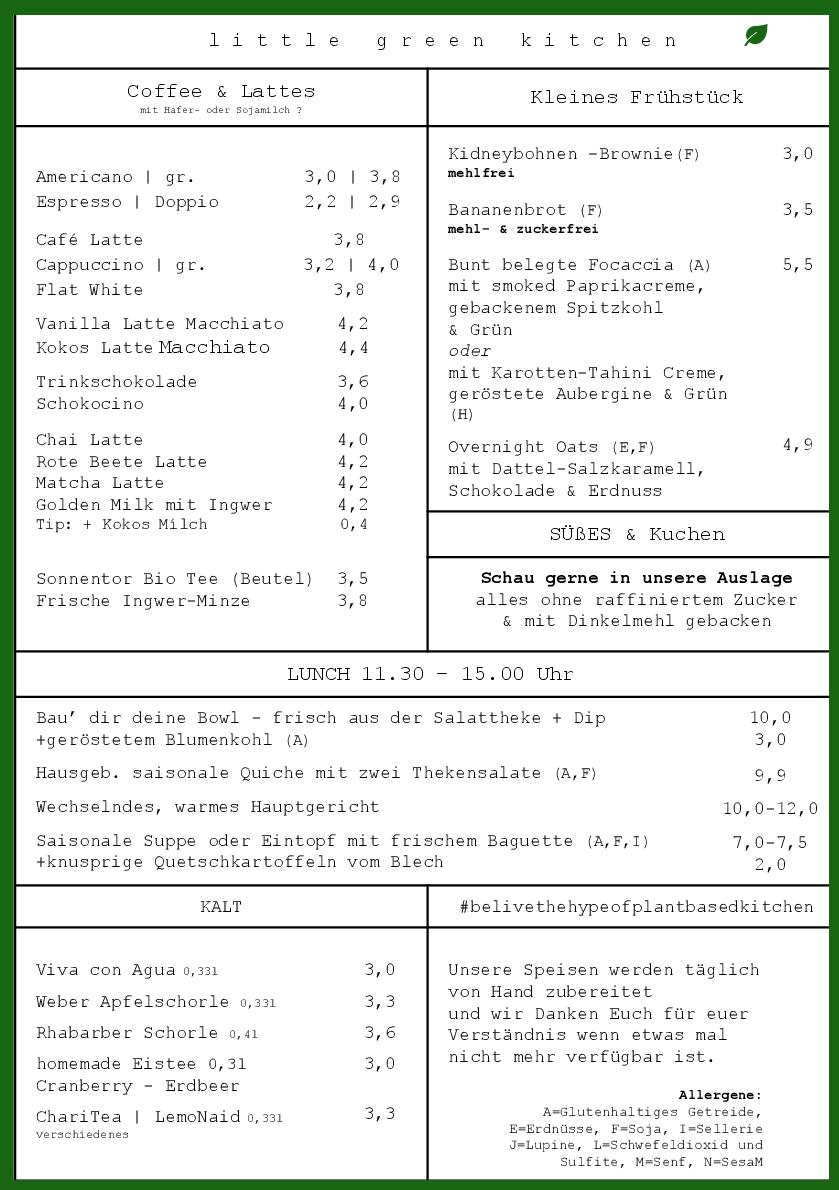 little green kitchen
Coffee & Lattes
mit Hafer- oder Sojamilch ?
Americano | gr. 3,0 | 3,8
Espresso | Doppio 2,2 | 2,9
Café Latte 3,8
Cappuccino | gr. 3,2 | 4,0
Flat White 3,8
Vanilla Latte Macchiato 4,2
Kokos Latte Macchiato 4,4
Trinkschokolade 3,6
Schokocino 4,0
Chai Latte 4,0
Rote Beete Latte 4,2
Matcha Latte 4,2
Golden Milk mit Ingwer 4,2
Tip: + Kokos Milch 0,4
Sonnentor Bio Tee (Beutel) 3,5
Frische Ingwer-Minze 3,8
Kleines Frühstück
Kidneybohnen -Brownie(F) 3,0
mehlfrei
Bananenbrot (F) 3,5
mehl- & zuckerfrei
Bunt belegte Focaccia (A) 5,5
mit smoked Paprikacreme,
gebackenem Spitzkohl
& Grün
oder
mit Karotten-Tahini Creme,
geröstete Aubergine & Grün
(H)
Overnight Oats (E,F) 4,9
mit Dattel-Salzkaramell,
Schokolade & Erdnuss
SÜßES & Kuchen
Schau gerne in unsere Auslage
alles ohne raffiniertem Zucker
& mit Dinkelmehl gebacken
LUNCH 11.30 – 15.00 Uhr
Bau’ dir deine Bowl - frisch aus der Salattheke + Dip 10,0
+geröstetem Blumenkohl (A) 3,0
Hausgeb. saisonale Quiche mit zwei Thekensalate (A,F) 9,9
Wechselndes, warmes Hauptgericht 10,0-12,0
Saisonale Suppe oder Eintopf mit frischem Baguette (A,F,I) 7,0-7,5
+knusprige Quetschkartoffeln vom Blech 2,0
KALT
Viva con Agua 0,33l 3,0
Weber Apfelschorle 0,33l 3,3
Rhabarber Schorle 0,4l 3,6
homemade Eistee 0,3l 3,0
Cranberry - Erdbeer
ChariTea | LemoNaid 0,33l 3,3
verschiedenes
#belivethehypeofplantbasedkitchen
Unsere Speisen werden täglich
von Hand zubereitet
und wir Danken Euch für euer
Verständnis wenn etwas mal
nicht mehr verfügbar ist.
Allergene:
A=Glutenhaltiges Getreide,
E=Erdnüsse, F=Soja, I=Sellerie
J=Lupine, L=Schwefeldioxid und
Sulfite, M=Senf, N=SesaM